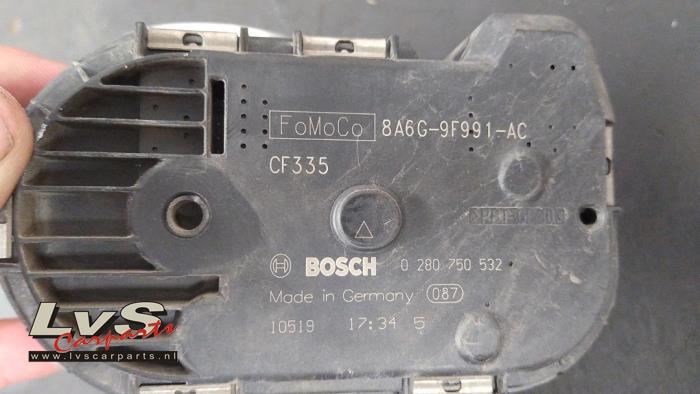 FoMoCo 8A6G-9F991-AC
CF335
BOSCH 0 280 750 532
Made in Germany 087
10519 17:34 5
LvS
Carparts
www.lvscarparts.nl